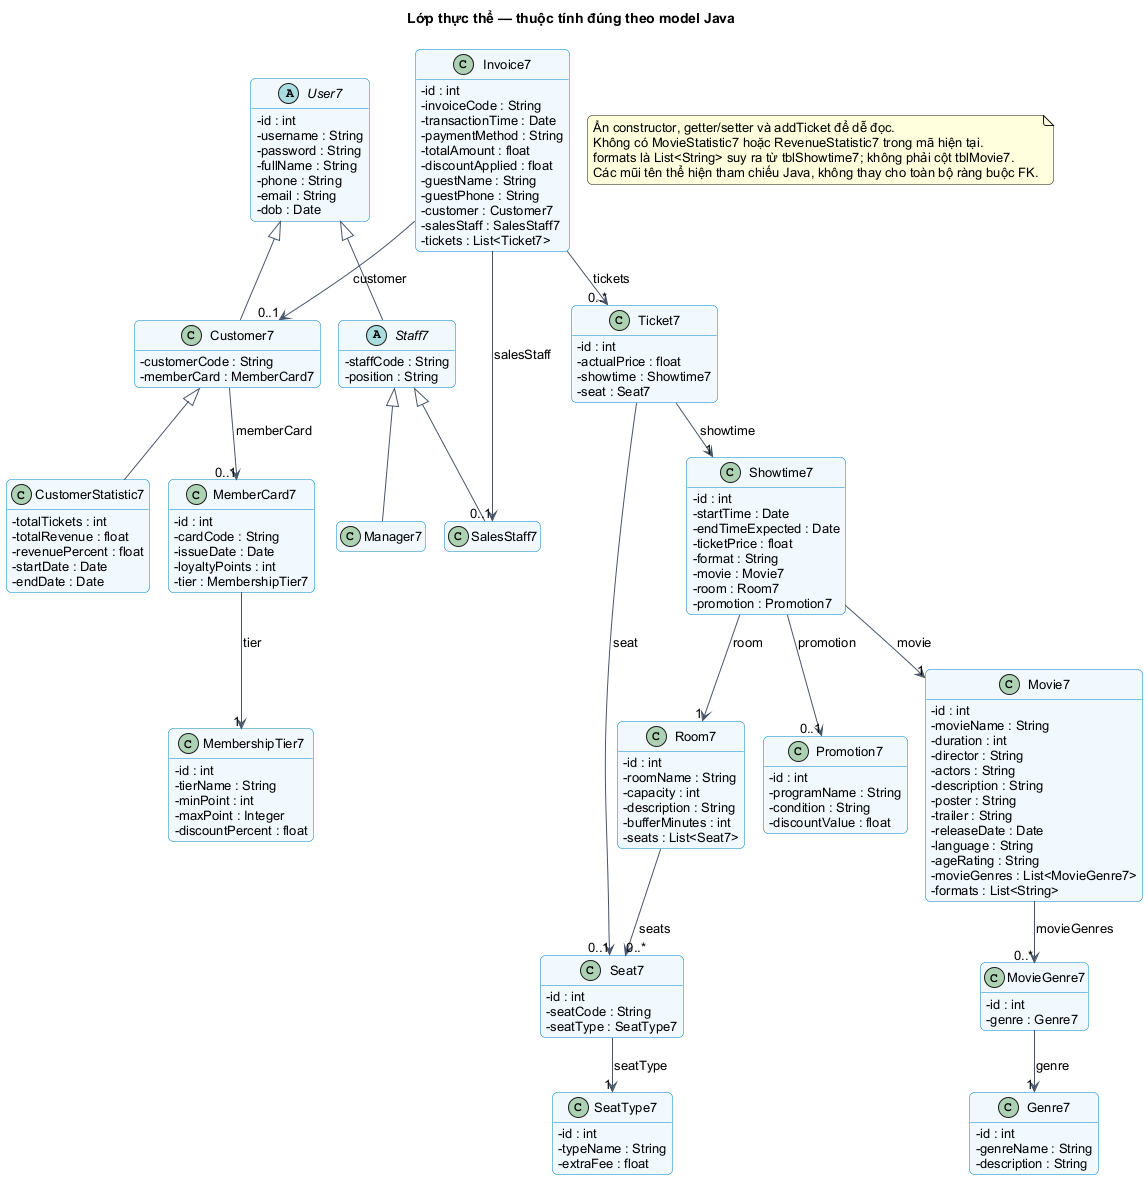 Lớp thực thể — thuộc tính đúng theo model Java
C Invoice7
-id : int
-invoiceCode : String
-transactionTime : Date
-paymentMethod : String
-totalAmount : float
-discountApplied : float
-guestName : String
-guestPhone : String
-customer : Customer7
-salesStaff : SalesStaff7
-tickets : List<Ticket7>
A User7
-id : int
-username : String
-password : String
-fullName : String
-phone : String
-email : String
-dob : Date
Ẩn constructor, getter/setter và addTicket để dễ đọc.
Không có MovieStatistic7 hoặc RevenueStatistic7 trong mã hiện tại.
formats là List<String> suy ra từ tblShowtime7; không phải cột tblMovie7.
Các mũi tên thể hiện tham chiếu Java, không thay cho toàn bộ ràng buộc FK.
customer
0..1
tickets
0..*
salesStaff
0..1
C Customer7
-customerCode : String
-memberCard : MemberCard7
A Staff7
-staffCode : String
-position : String
C Ticket7
-id : int
-actualPrice : float
-showtime : Showtime7
-seat : Seat7
memberCard
0..1
showtime
1
C CustomerStatistic7
-totalTickets : int
-totalRevenue : float
-revenuePercent : float
-startDate : Date
-endDate : Date
C MemberCard7
-id : int
-cardCode : String
-issueDate : Date
-loyaltyPoints : int
-tier : MembershipTier7
C Manager7
C SalesStaff7
C Showtime7
-id : int
-startTime : Date
-endTimeExpected : Date
-ticketPrice : float
-format : String
-movie : Movie7
-room : Room7
-promotion : Promotion7
tier
1
seat
0..1
room
1
promotion
0..1
movie
1
C MembershipTier7
-id : int
-tierName : String
-minPoint : int
-maxPoint : Integer
-discountPercent : float
C Room7
-id : int
-roomName : String
-capacity : int
-description : String
-bufferMinutes : int
-seats : List<Seat7>
C Promotion7
-id : int
-programName : String
-condition : String
-discountValue : float
C Movie7
-id : int
-movieName : String
-duration : int
-director : String
-actors : String
-description : String
-poster : String
-trailer : String
-releaseDate : Date
-language : String
-ageRating : String
-movieGenres : List<MovieGenre7>
-formats : List<String>
seats
0..*
movieGenres
0..*
C Seat7
-id : int
-seatCode : String
-seatType : SeatType7
C MovieGenre7
-id : int
-genre : Genre7
seatType
1
genre
1
C SeatType7
-id : int
-typeName : String
-extraFee : float
C Genre7
-id : int
-genreName : String
-description : String